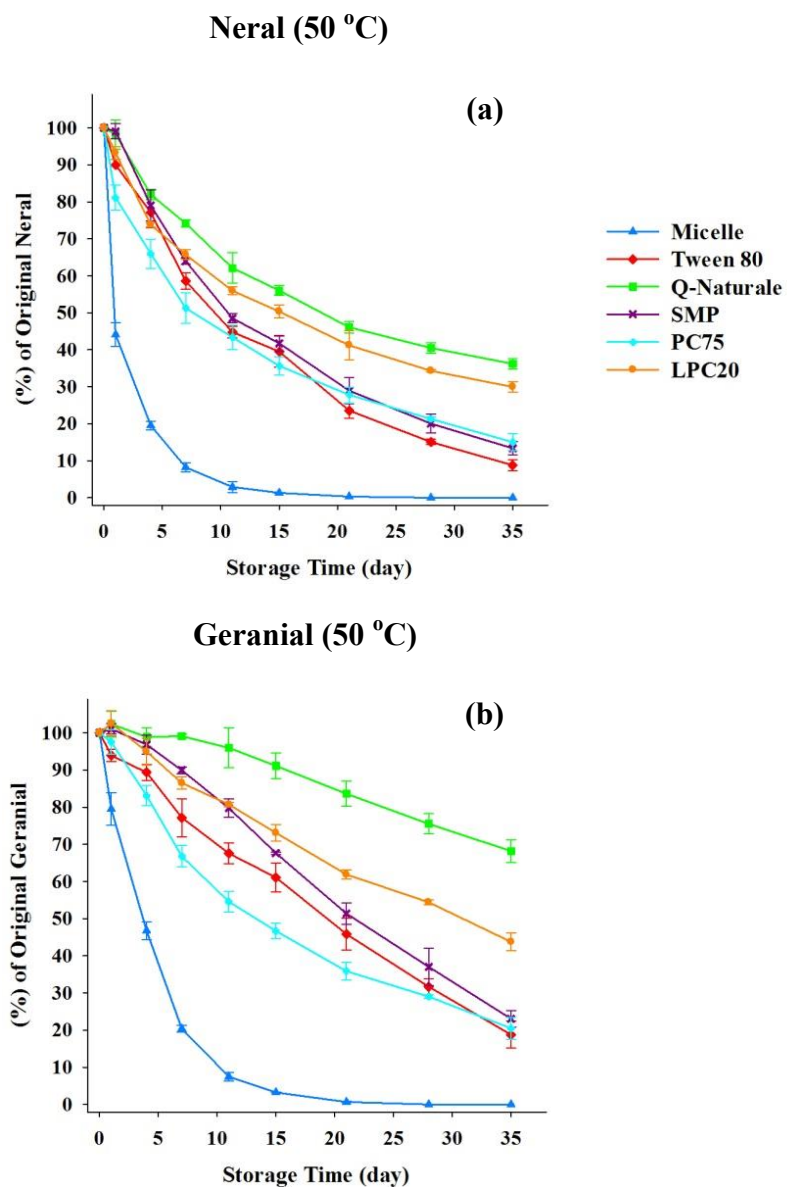 Neral (50 °C)
(a)
100
90
80
70
60
50
40
30
20
10
0
(%) of Original Neral
0 5 10 15 20 25 30 35
Storage Time (day)
Micelle
Tween 80
Q-Naturale
SMP
PC75
LPC20
Geranial (50 °C)
(b)
100
90
80
70
60
50
40
30
20
10
0
(%) of Original Geranial
0 5 10 15 20 25 30 35
Storage Time (day)